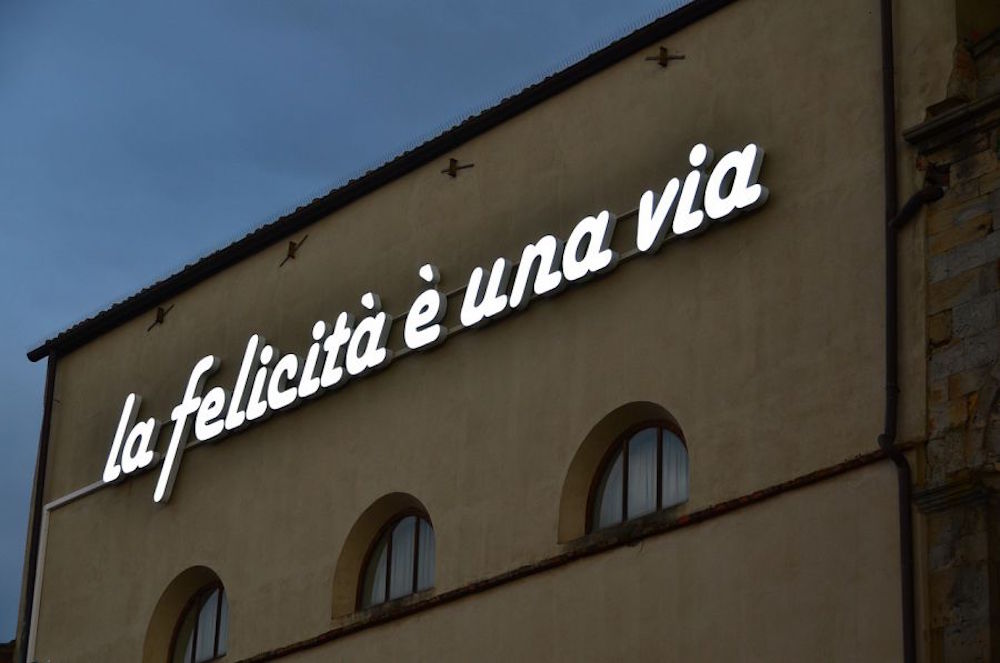 la felicità è una via